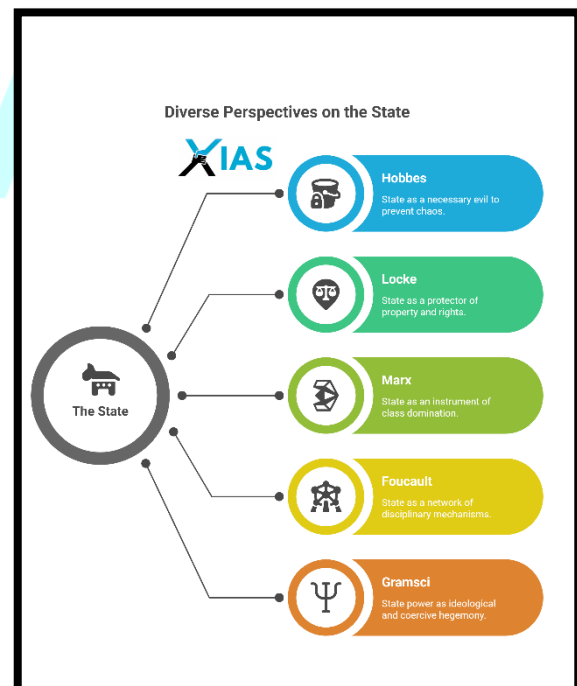 Diverse Perspectives on the State
XIAS
Hobbes
State as a necessary evil to
prevent chaos.
Locke
State as a protector of
property and rights.
Marx
State as an instrument of
class domination.
The State
Foucault
State as a network of
disciplinary mechanisms.
Gramsci
State power as ideological
and coercive hegemony.